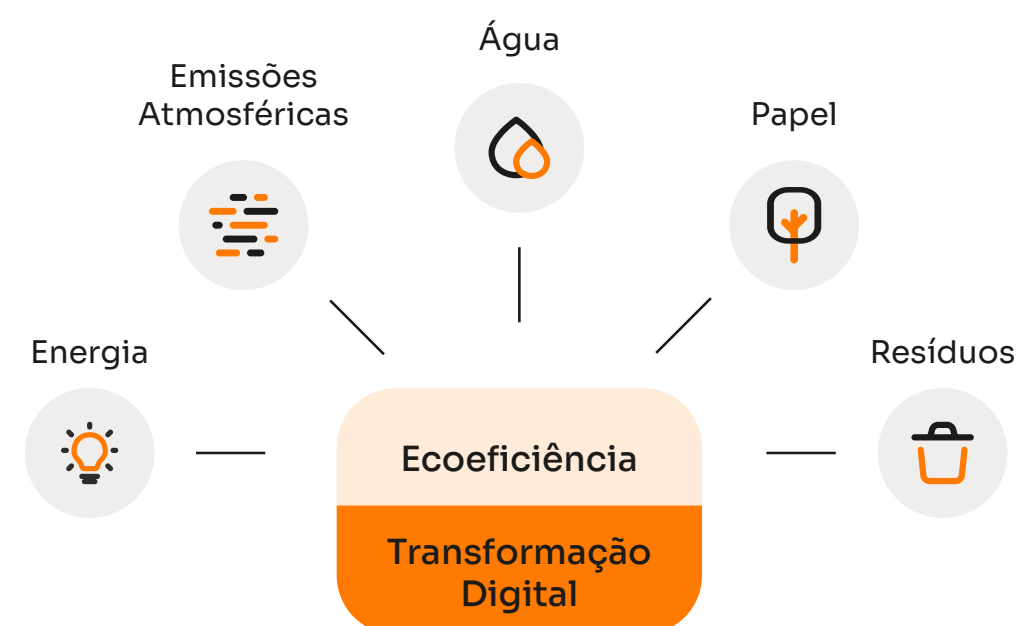 Água
Emissões
Atmosféricas
Papel
Energia
Resíduos
Ecoeficiência
Transformação
Digital